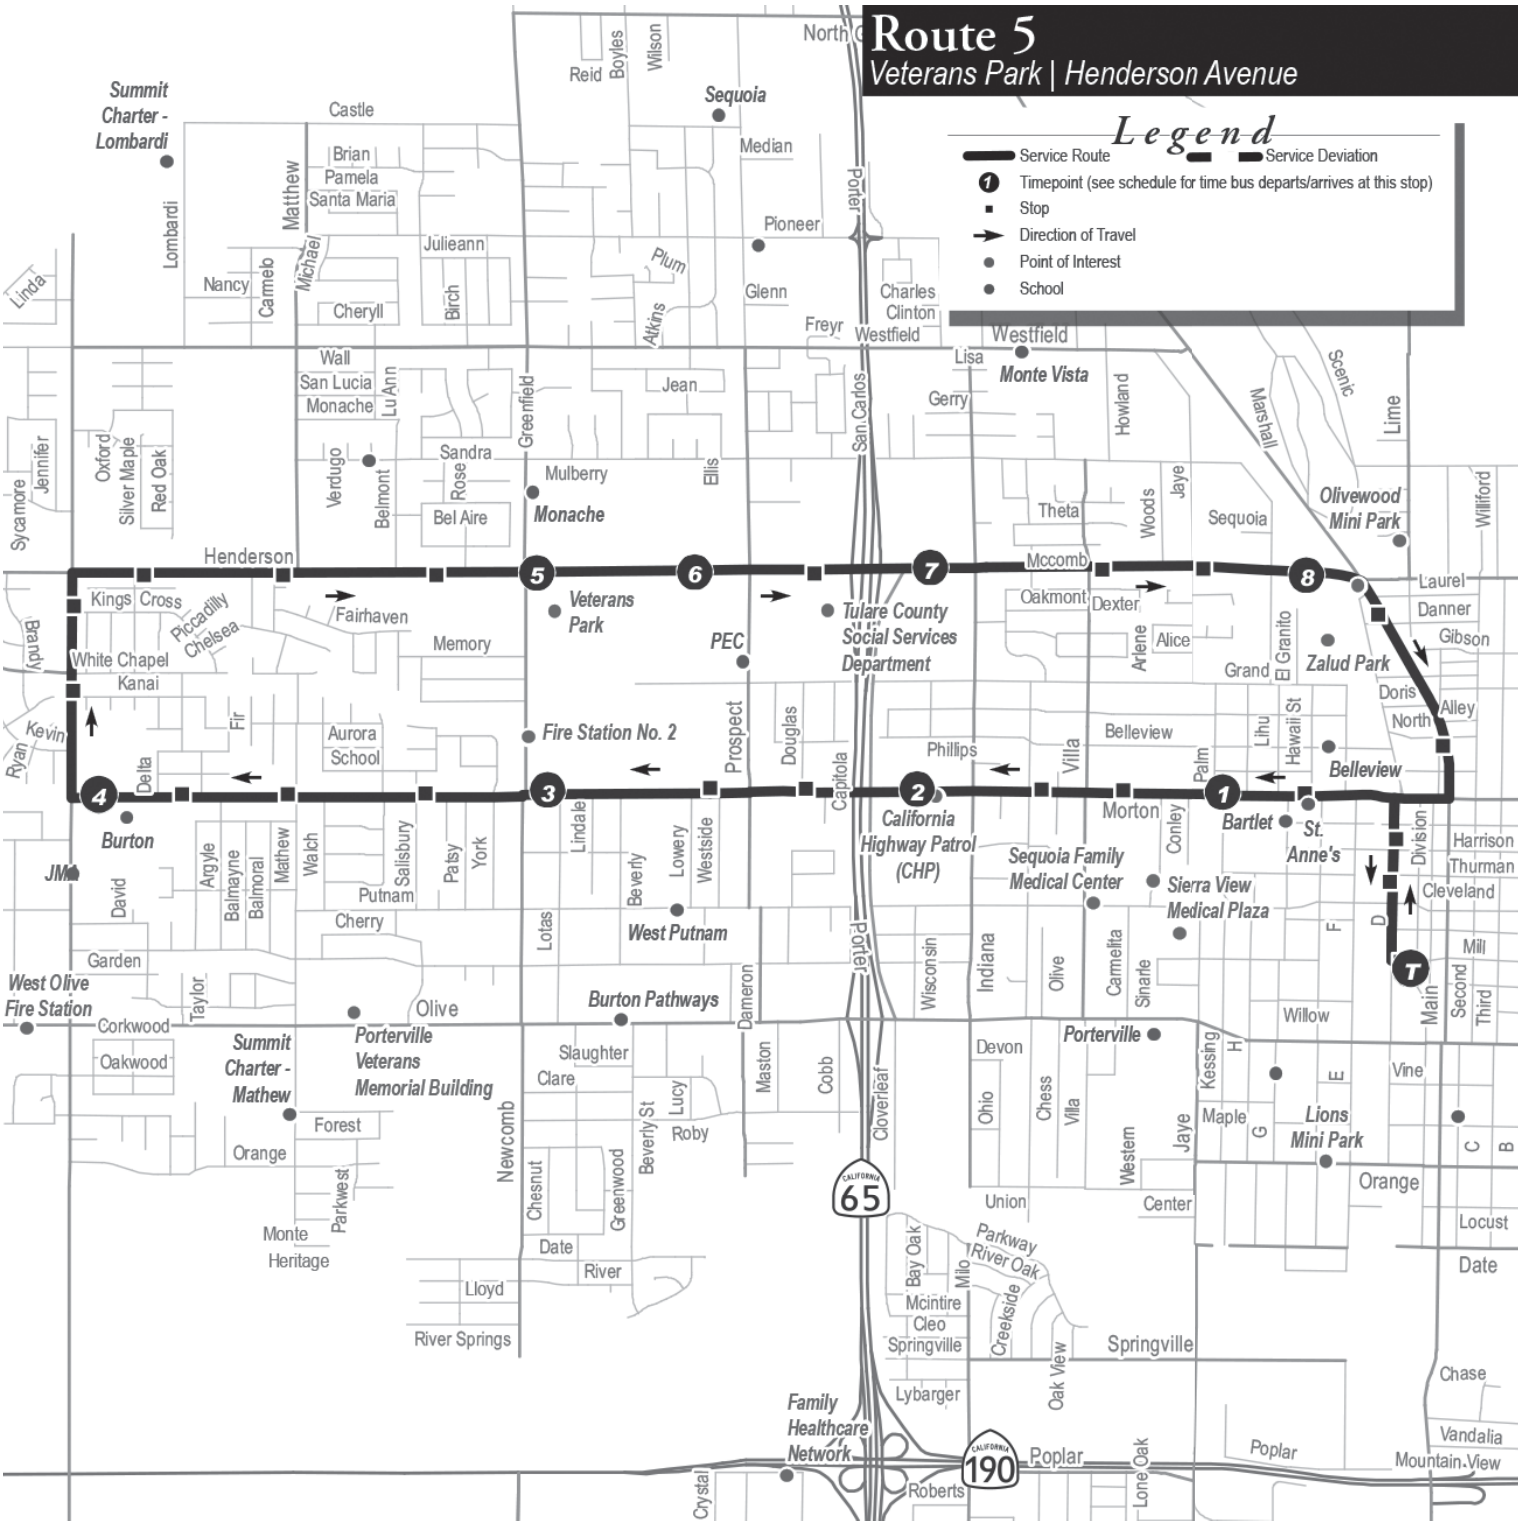 Route 5
Veterans Park | Henderson Avenue
Legend
Service Route
Service Deviation
1
Timepoint (see schedule for time bus departs/arrives at this stop)
Stop
Direction of Travel
Point of Interest
School
North G
Reid
Boyles
Wilson
Summit
Charter -
Lombardi
Castle
Sequoia
Median
Brian
Pamela
Santa Maria
Matthew
Lombardi
Porter
Pioneer
Julieann
Michael
Nancy
Carmelo
Cheryll
Birch
Plum
Atkins
Glenn
Linda
Charles
Clinton
Freyr
Westfield
Westfield
Wall
San Lucia
Monache
Lu Ann
Greenfield
Jean
San Carlos
Lisa
Monte Vista
Gerry
Howland
Marshall
Scenic
Lime
Sycamore
Jennifer
Oxford
Silver Maple
Red Oak
Verdugo
Belmont
Sandra
Rose
Bel Aire
Mulberry
Monache
Ellis
Theta
Woods
Jaye
Sequoia
Olivewood
Mini Park
Williford
Henderson
5
6
7
Mccomb
8
Laurel
Danner
Gibson
Kings Cross
Piccadilly
Chelsea
Fairhaven
Veterans
Park
Tulare County
Social Services
Department
Oakmont
Dexter
Arlene
Alice
Grand
El Granito
Zalud Park
Brandy
White Chapel
Kanai
Memory
PEC
Doris
North
Alley
Kevin
Ryan
Fir
Aurora
School
Fire Station No. 2
Prospect
Douglas
Phillips
Villa
Belleview
Palm
Lihu
Hawaii St
Belleview
Delta
4
3
Capitola
2
Morton
1
Burton
JMA
David
Argyle
Balmayne
Balmoral
Mathew
Walch
Salisbury
Putnam
Patsy
York
Lindale
Beverly
Lowery
Westside
California
Highway Patrol
(CHP)
Sequoia Family
Medical Center
Conley
Bartlet
St.
Anne's
Division
Harrison
Thurman
Cleveland
Sierra View
Medical Plaza
Cherry
Lotas
West Putnam
Porter
Garden
Taylor
Dameron
Wisconsin
Indiana
Olive
Carmelita
Sinarle
F
D
T
Main
Mill
Second
Third
West Olive
Fire Station
Corkwood
Olive
Burton Pathways
Willow
Oakwood
Summit
Charter -
Mathew
Porterville
Veterans
Memorial Building
Slaughter
Clare
Maston
Cobb
Cloverleaf
Devon
Porterville
Kessing
H
E
Vine
Ohio
Chess
Villa
Forest
Newcomb
Beverly St
Lucy
Roby
Jaye
Maple
G
Lions
Mini Park
C
B
Orange
Parkwest
Chesnut
Greenwood
Western
CALIFORNIA
65
Union
Center
Orange
Monte
Heritage
Date
River
Lloyd
River Springs
Bay Oak
Milo
Parkway
River Oak
Locust
Date
Mcintire
Cleo
Springville
Creekside
Oak View
Springville
Lybarger
Chase
Family
Healthcare
Network
CALIFORNIA
190
Poplar
Lone Oak
Poplar
Vandalia
Mountain View
Crystal
Roberts